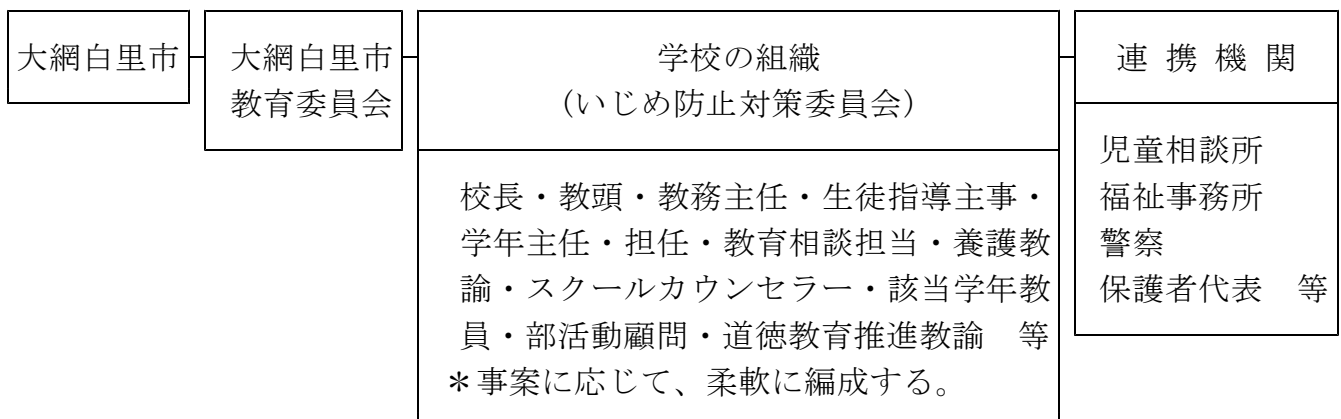 大網白里市
大網白里市
教育委員会
学校の組織
（いじめ防止対策委員会）
校長・教頭・教務主任・生徒指導主事・
学年主任・担任・教育相談担当・養護教
諭・スクールカウンセラー・該当学年教
員・部活動顧問・道徳教育推進教諭　等
＊事案に応じて、柔軟に編成する。
連 携 機 関
児童相談所
福祉事務所
警察
保護者代表　等